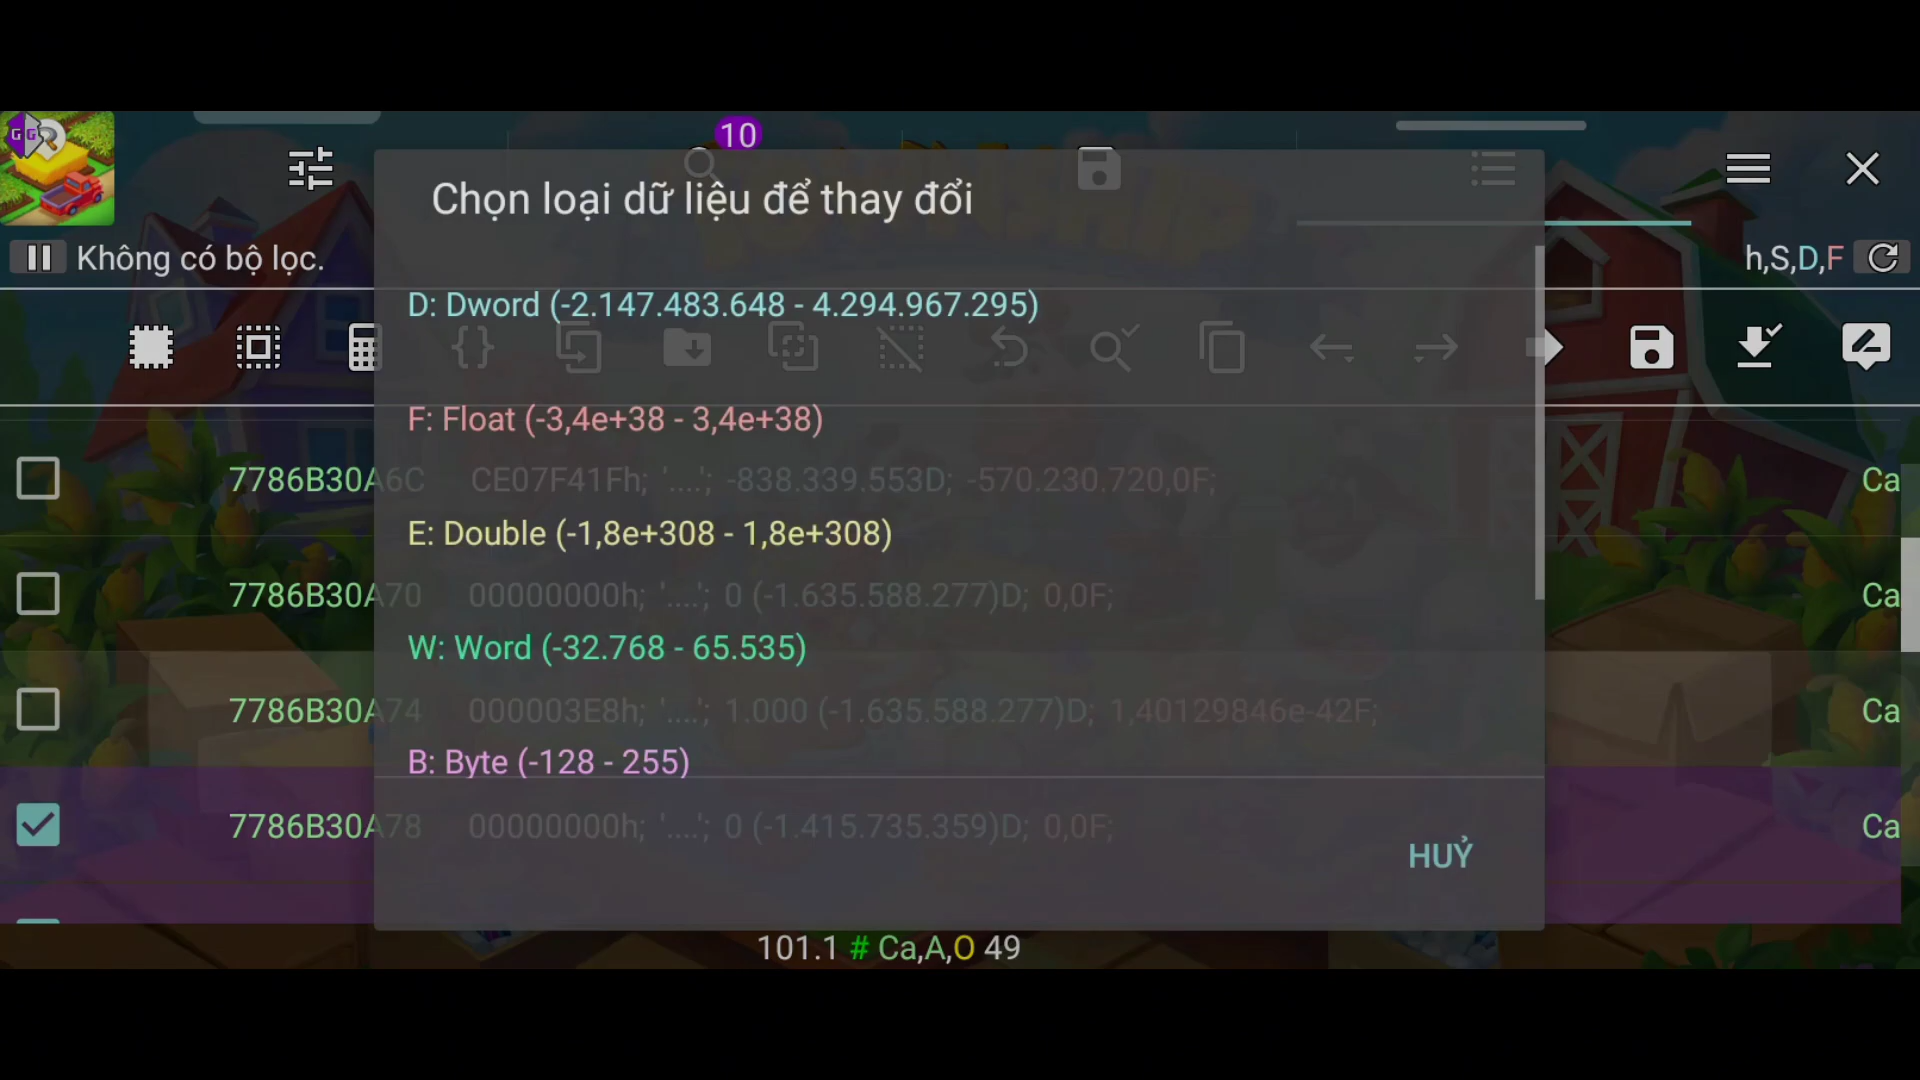 10
Chọn loại dữ liệu để thay đổi
Không có bộ lọc.
h,S,D,F
D: Dword (-2.147.483.648 - 4.294.967.295)
F: Float (-3,4e+38 - 3,4e+38)
7786B30A6C CE07F41Fh; '....'; -838.339.553D; -570.230.720,0F; Ca
E: Double (-1,8e+308 - 1,8e+308)
7786B30A70 00000000h; '....'; 0 (-1.635.588.277)D; 0,0F; Ca
W: Word (-32.768 - 65.535)
7786B30A74 000003E8h; '....'; 1.000 (-1.635.588.277)D; 1,40129846e-42F; Ca
B: Byte (-128 - 255)
7786B30A78 00000000h; '....'; 0 (-1.415.735.359)D; 0,0F; Ca
HUỶ
101.1 # Ca,A,O 49